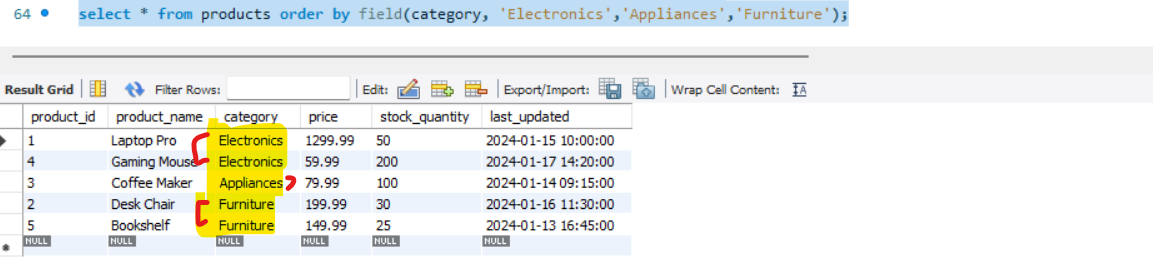 64 select * from products order by field(category, 'Electronics','Appliances','Furniture');
Result Grid Filter Rows: Edit: Export/Import: Wrap Cell Content: IA
product_id product_name category price stock_quantity last_updated
1 Laptop Pro Electronics 1299.99 50 2024-01-15 10:00:00
4 Gaming Mouse Electronics 59.99 200 2024-01-17 14:20:00
3 Coffee Maker Appliances 79.99 100 2024-01-14 09:15:00
2 Desk Chair Furniture 199.99 30 2024-01-16 11:30:00
5 Bookshelf Furniture 149.99 25 2024-01-13 16:45:00
* NULL NULL NULL NULL NULL NULL